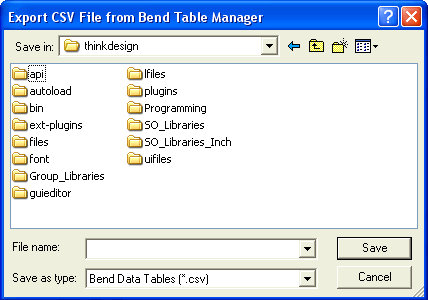 Export CSV File from Bend Table Manager
Save in: thinkdesign
api
autoload
bin
ext-plugins
files
font
Group_Libraries
guieditor
lfiles
plugins
Programming
SO_Libraries
SO_Libraries_Inch
uifiles
File name:
Save
Save as type: Bend Data Tables (*.csv)
Cancel